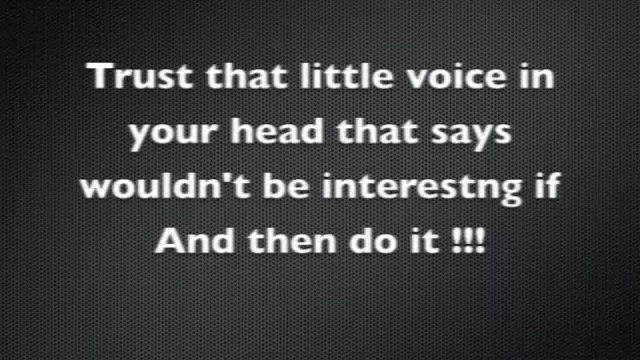 Trust that little voice in
your head that says
wouldn't be interestng if
And then do it !!!